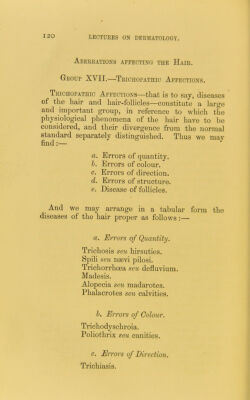 120 LECTURES ON DERMATOLOGY.
ABERRATIONS AFFECTING THE HAIR.
GROUP XVII.—TRICHOPATHIC AFFECTIONS.
TRICHOPATHIC AFFECTIONS—that is to say, diseases
of the hair and hair-follicles—constitute a large
and important group, in reference to which the
physiological phenomena of the hair have to be
considered, and their divergence from the normal
standard separately distinguished. Thus we may
find:—
a. Errors of quantity.
b. Errors of colour.
c. Errors of direction.
d. Errors of structure.
e. Disease of follicles.
And we may arrange in a tabular form the
diseases of the hair proper as follows:—
a. Errors of Quantity.
Trichosis seu hirsuties.
Spili seu nævi pilosi.
Trichorrhœa seu defluvium.
Madesis.
Alopecia seu madarotes.
Phalacrotes seu calvities.
b. Errors of Colour.
Trichodyschroia.
Poliothrix seu canities.
c. Errors of Direction.
Trichiasis.